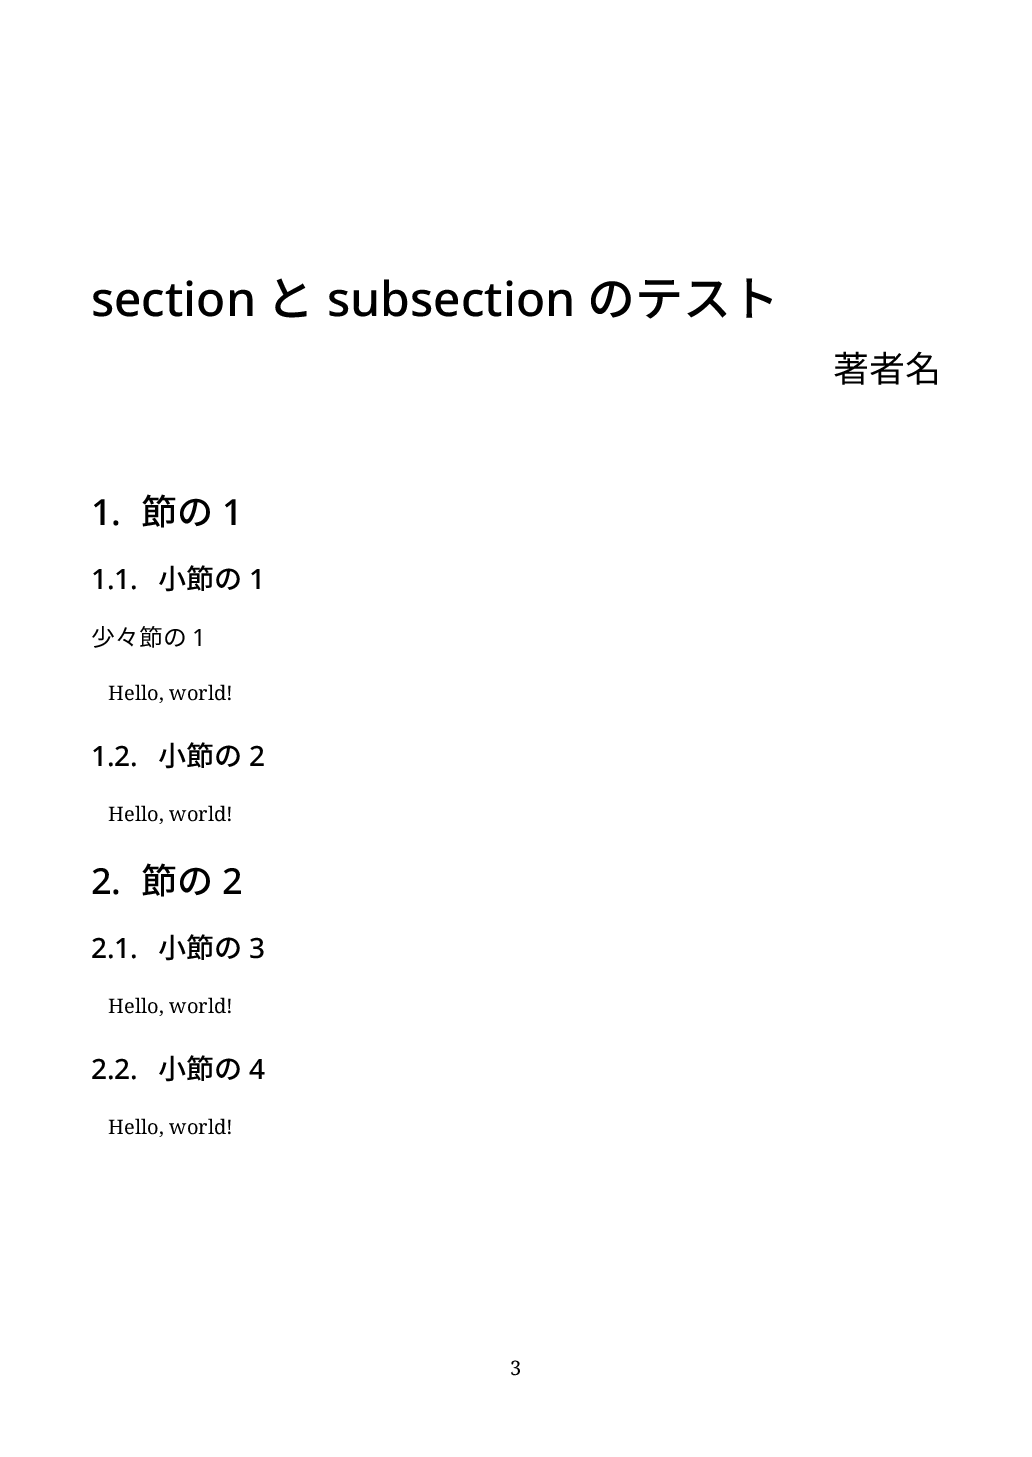 section と subsection のテスト
著者名
1. 節の 1
1.1. 小節の 1
少々節の 1
Hello, world!
1.2. 小節の 2
Hello, world!
2. 節の 2
2.1. 小節の 3
Hello, world!
2.2. 小節の 4
Hello, world!
3